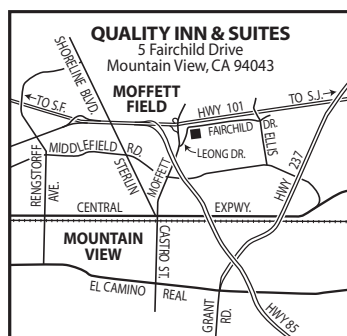 QUALITY INN & SUITES
5 Fairchild Drive
Mountain View, CA 94043
SHORELINE BLVD.
MOFFETT
FIELD
TO S.F.
HWY 101
TO S.J.
FAIRCHILD DR.
LEONG DR.
ELLIS
MIDDLEFIELD RD.
STERLIN
MOFFETT
HWY 237
RENGSTORFF
AVE.
CENTRAL EXPWY.
MOUNTAIN
VIEW
CASTRO ST.
EL CAMINO REAL
GRANT
RD.
HWY 85